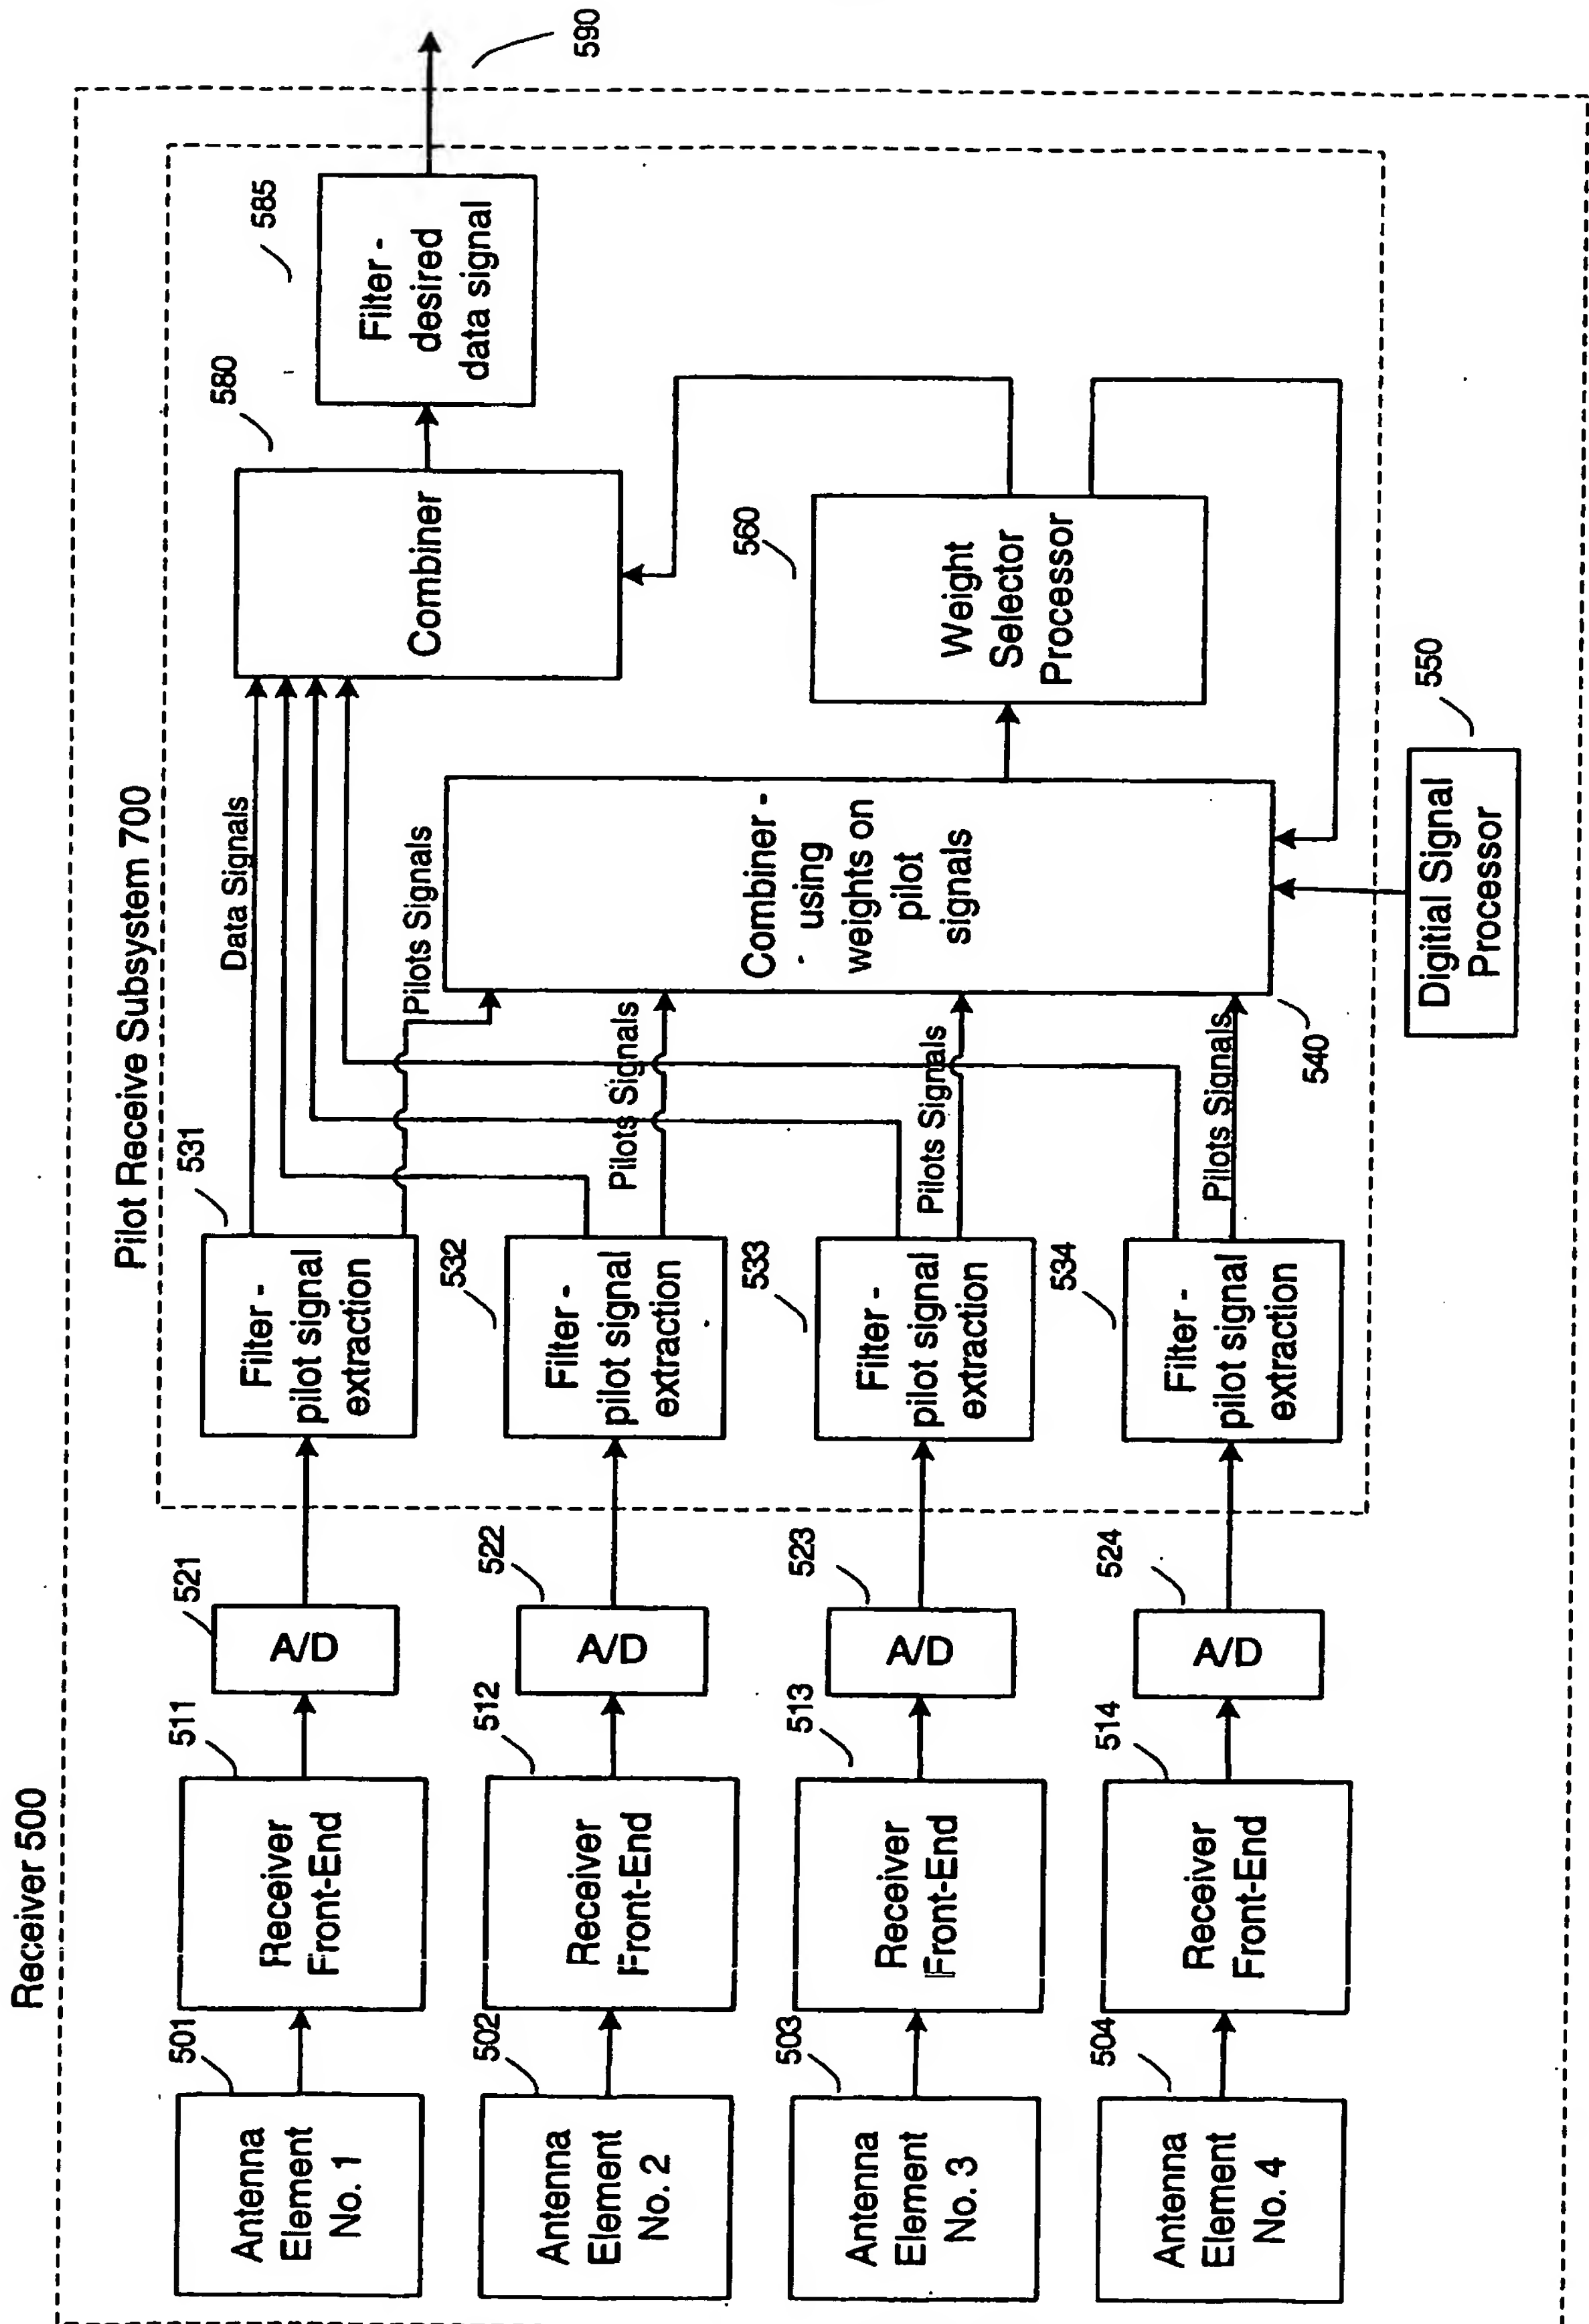 Receiver 500
Pilot Receive Subsystem 700
501
Antenna
Element
No. 1
511
Receiver
Front-End
521
A/D
531
Filter -
pilot signal
extraction
Data Signals
Pilots Signals
580
Combiner
585
Filter -
desired
data signal
590
502
Antenna
Element
No. 2
512
Receiver
Front-End
522
A/D
532
Filter -
pilot signal
extraction
Pilots Signals
Combiner -
using
weights on
pilot
signals
540
560
Weight
Selector
Processor
503
Antenna
Element
No. 3
513
Receiver
Front-End
523
A/D
533
Filter -
pilot signal
extraction
Pilots Signals
504
Antenna
Element
No. 4
514
Receiver
Front-End
524
A/D
534
Filter -
pilot signal
extraction
Pilots Signals
550
Digitial Signal
Processor